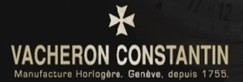 VACHERON CONSTANTIN
Manufacture Horlogère. Genève, depuis 1755.